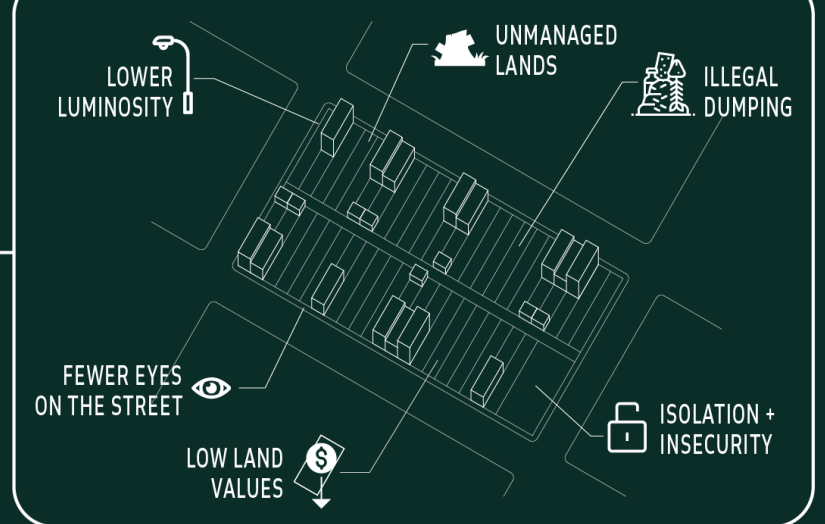 UNMANAGED
LANDS
LOWER
LUMINOSITY
ILLEGAL
DUMPING
FEWER EYES
ON THE STREET
ISOLATION +
INSECURITY
LOW LAND
VALUES
$